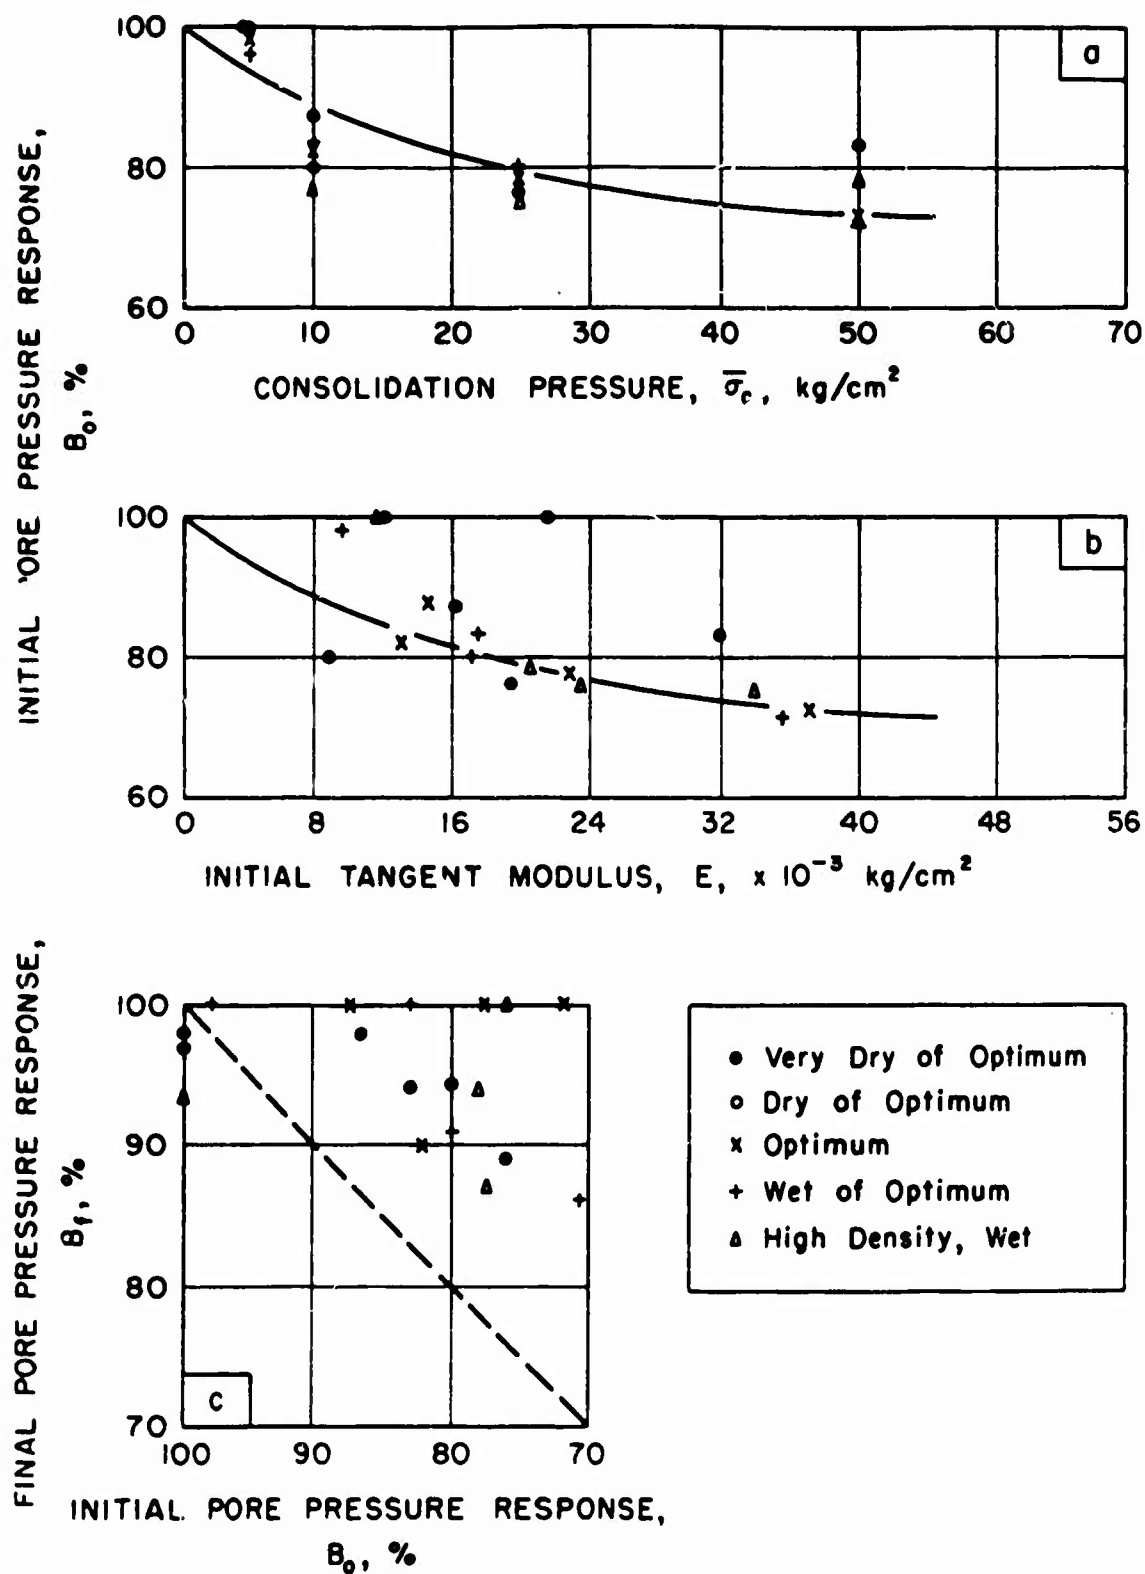 INITIAL 'ORE PRESSURE RESPONSE,
B₀, %
100
80
60
a
0 10 20 30 40 50 60 70
CONSOLIDATION PRESSURE, σ̅c, kg/cm²
100
80
60
b
0 8 16 24 32 40 48 56
INITIAL TANGENT MODULUS, E, x 10⁻³ kg/cm²
FINAL PORE PRESSURE RESPONSE,
Bf, %
100
90
80
70
c
100 90 80 70
INITIAL PORE PRESSURE RESPONSE,
B₀, %
● Very Dry of Optimum
○ Dry of Optimum
x Optimum
+ Wet of Optimum
△ High Density, Wet